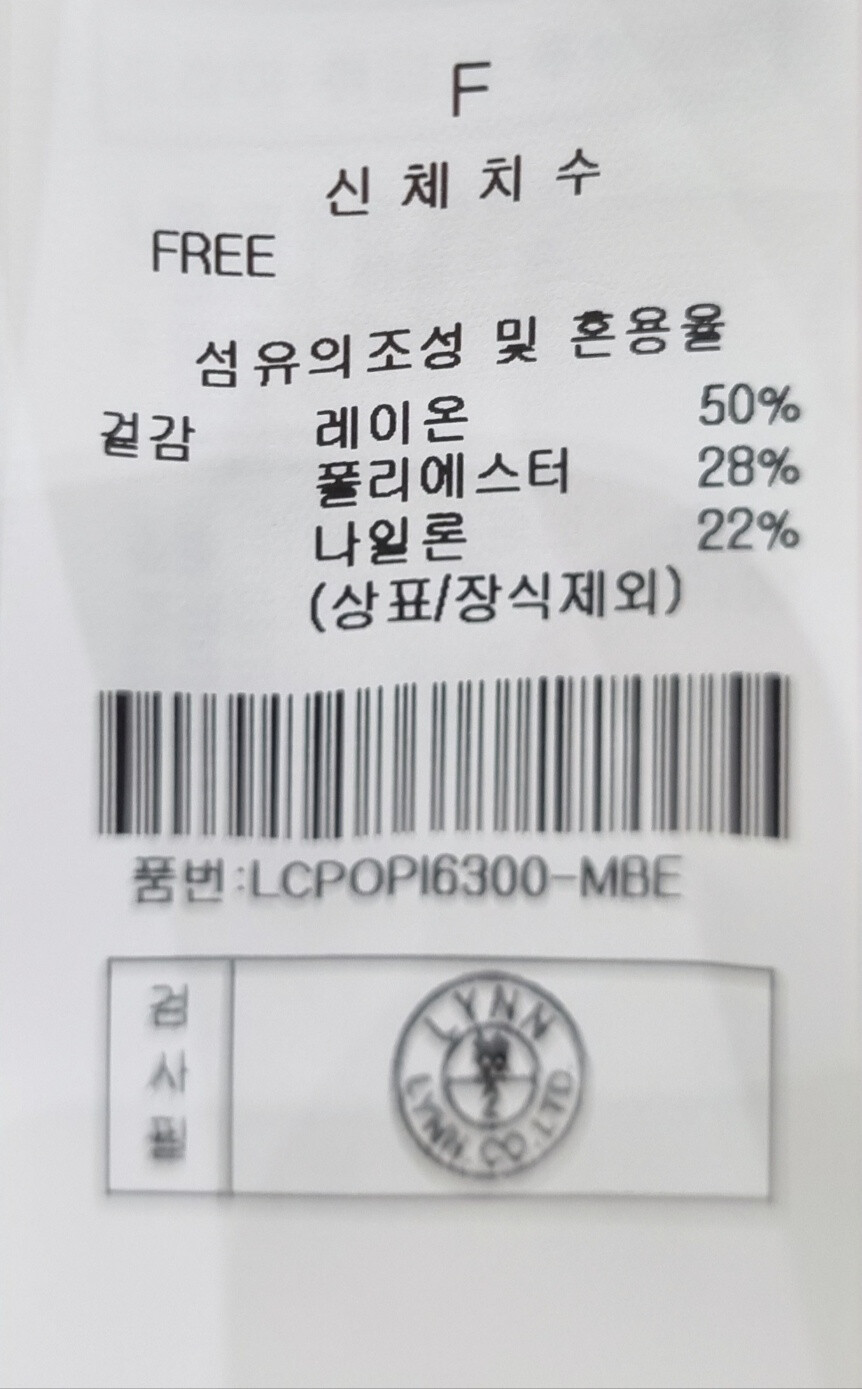 F
신체치수
FREE
섬유의조성 및 혼용율
겉감 레이온 50%
폴리에스터 28%
나일론 22%
(상표/장식제외)
품번:LCPOPI6300-MBE
검사필
LYNN
LYNN.CO.LTD.